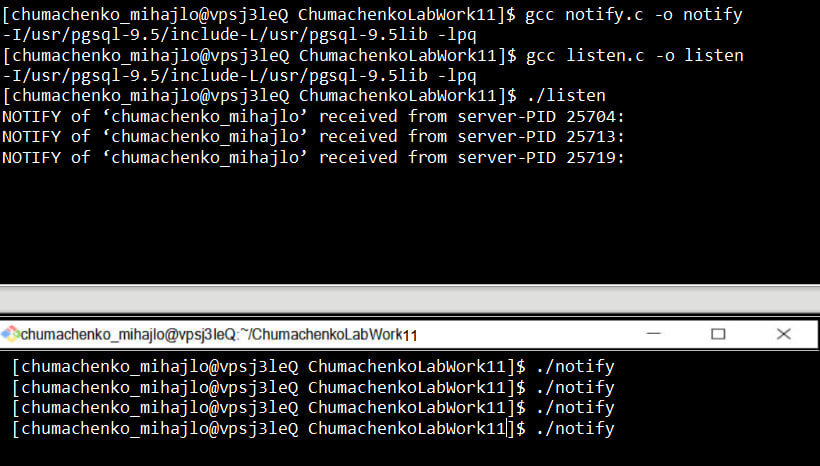 [chumachenko_mihajlo@vpsj3leQ ChumachenkoLabWork11]$ gcc notify.c -o notify
-I/usr/pgsql-9.5/include-L/usr/pgsql-9.5lib -lpq
[chumachenko_mihajlo@vpsj3leQ ChumachenkoLabWork11]$ gcc listen.c -o listen
-I/usr/pgsql-9.5/include-L/usr/pgsql-9.5lib -lpq
[chumachenko_mihajlo@vpsj3leQ ChumachenkoLabWork11]$ ./listen
NOTIFY of ‘chumachenko_mihajlo’ received from server-PID 25704:
NOTIFY of ‘chumachenko_mihajlo’ received from server-PID 25713:
NOTIFY of ‘chumachenko_mihajlo’ received from server-PID 25719:
chumachenko_mihajlo@vpsj3leQ:~/ChumachenkoLabWork11
[chumachenko_mihajlo@vpsj3leQ ChumachenkoLabWork11]$ ./notify
[chumachenko_mihajlo@vpsj3leQ ChumachenkoLabWork11]$ ./notify
[chumachenko_mihajlo@vpsj3leQ ChumachenkoLabWork11]$ ./notify
[chumachenko_mihajlo@vpsj3leQ ChumachenkoLabWork11]$ ./notify